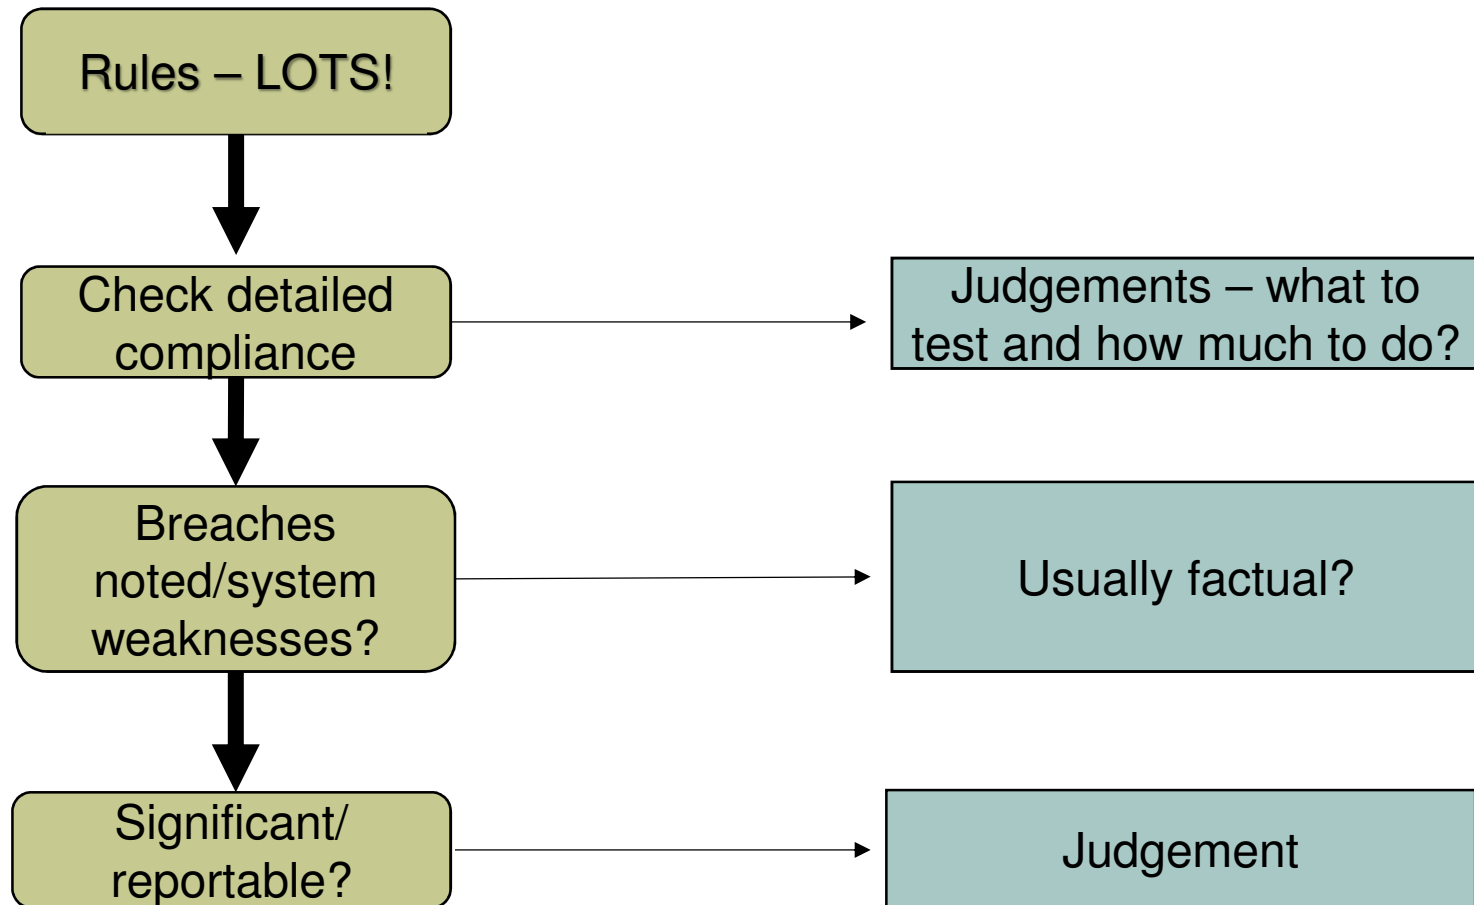 Rules – LOTS!
Check detailed
compliance
Judgements – what to
test and how much to do?
Breaches
noted/system
weaknesses?
Usually factual?
Significant/
reportable?
Judgement